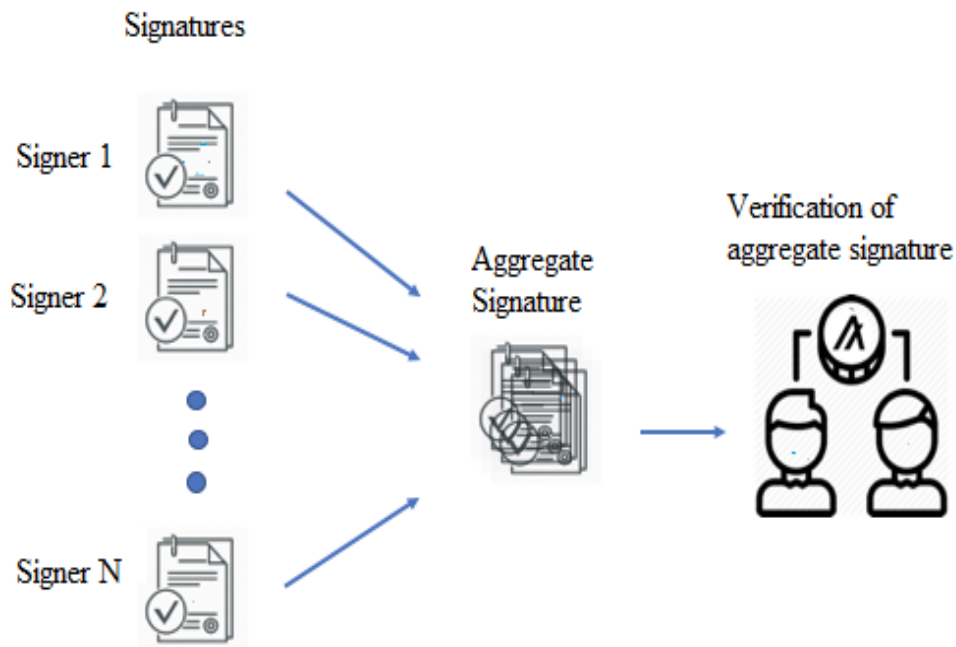 Signatures
Signer 1
Signer 2
Signer N
Aggregate
Signature
Verification of
aggregate signature